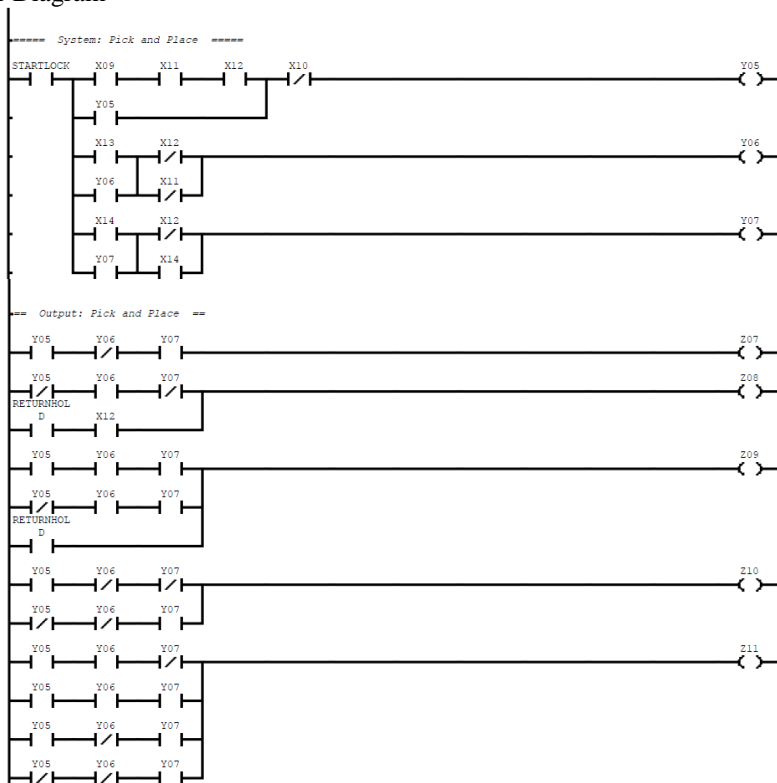 ===== System: Pick and Place =====
STARTLOCK X09 X11 X12 X10 Y05
Y05
X13 X12 Y06
Y06 X11
X14 X12 Y07
Y07 X14
== Output: Pick and Place ==
Y05 Y06 Y07 Z07
Y05 Y06 Y07 Z08
RETURNHOL
D X12
Y05 Y06 Y07 Z09
Y05 Y06 Y07
RETURNHOL
D
Y05 Y06 Y07 Z10
Y05 Y06 Y07
Y05 Y06 Y07 Z11
Y05 Y06 Y07
Y05 Y06 Y07
Y05 Y06 Y07